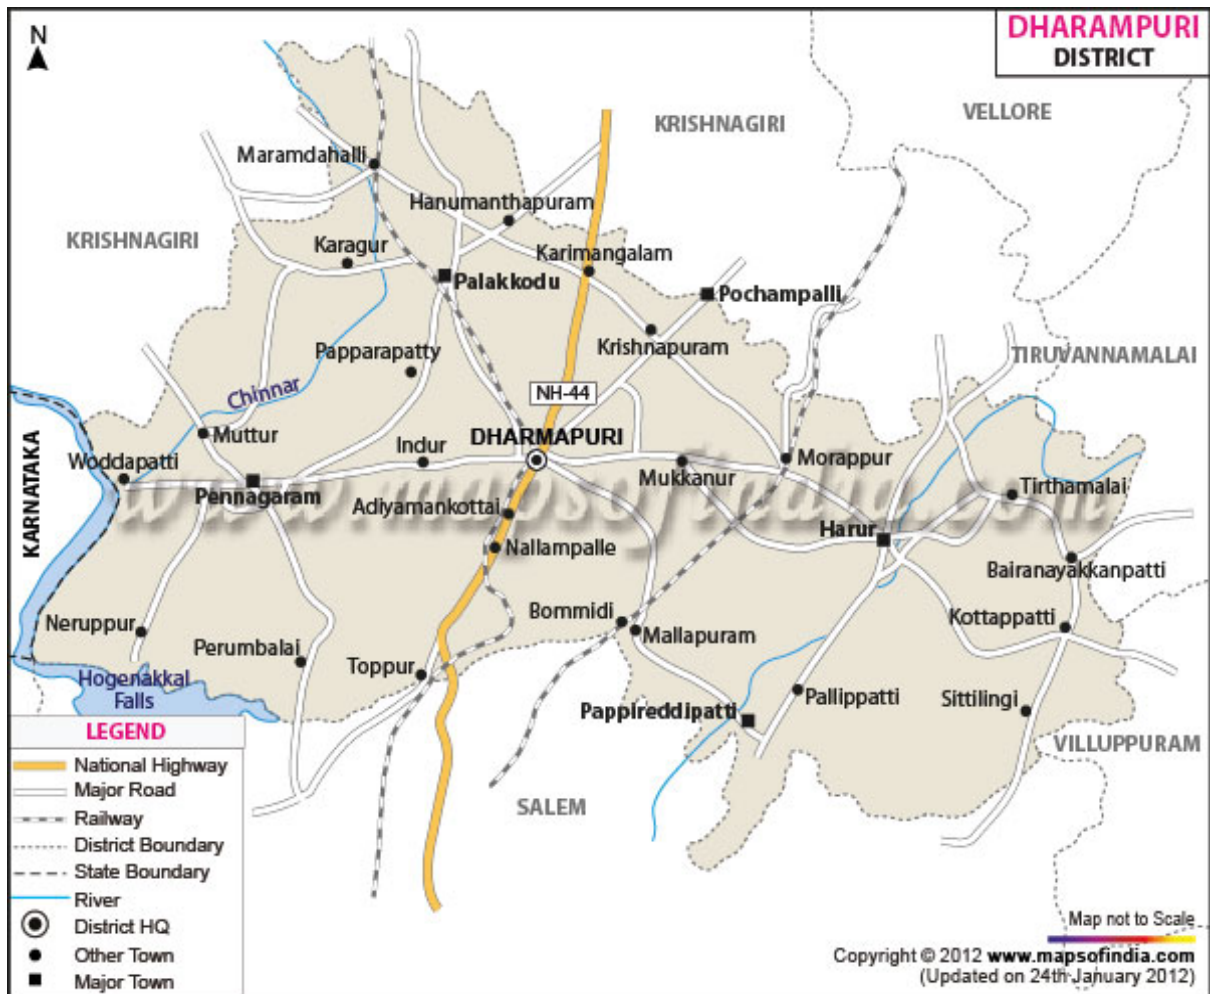 N
DHARAMPURI
DISTRICT
KRISHNAGIRI
VELLORE
Maramdahalli
Hanumanthapuram
KRISHNAGIRI
Karagur
Karimangalam
Palakkodu
Pochampalli
Krishnapuram
Papparapatty
TIRUVANNAMALAI
Chinnar
NH-44
Muttur
Indur
DHARMAPURI
KARNATAKA
Woddapatti
Mukkanur
Morappur
Pennagaram
Tirthamalai
www.mapsofindia.com
Adiyamankottai
Harur
Nallampalle
Bairanayakkanpatti
Neruppur
Bommidi
Mallapuram
Kottappatti
Perumbalai
Toppur
Hogenakkal
Falls
Pallippatti
Sittilingi
Pappireddipatti
VILLUPPURAM
SALEM
LEGEND
National Highway
Major Road
Railway
District Boundary
State Boundary
River
District HQ
Other Town
Major Town
Map not to Scale
Copyright © 2012 www.mapsofindia.com
(Updated on 24th January 2012)